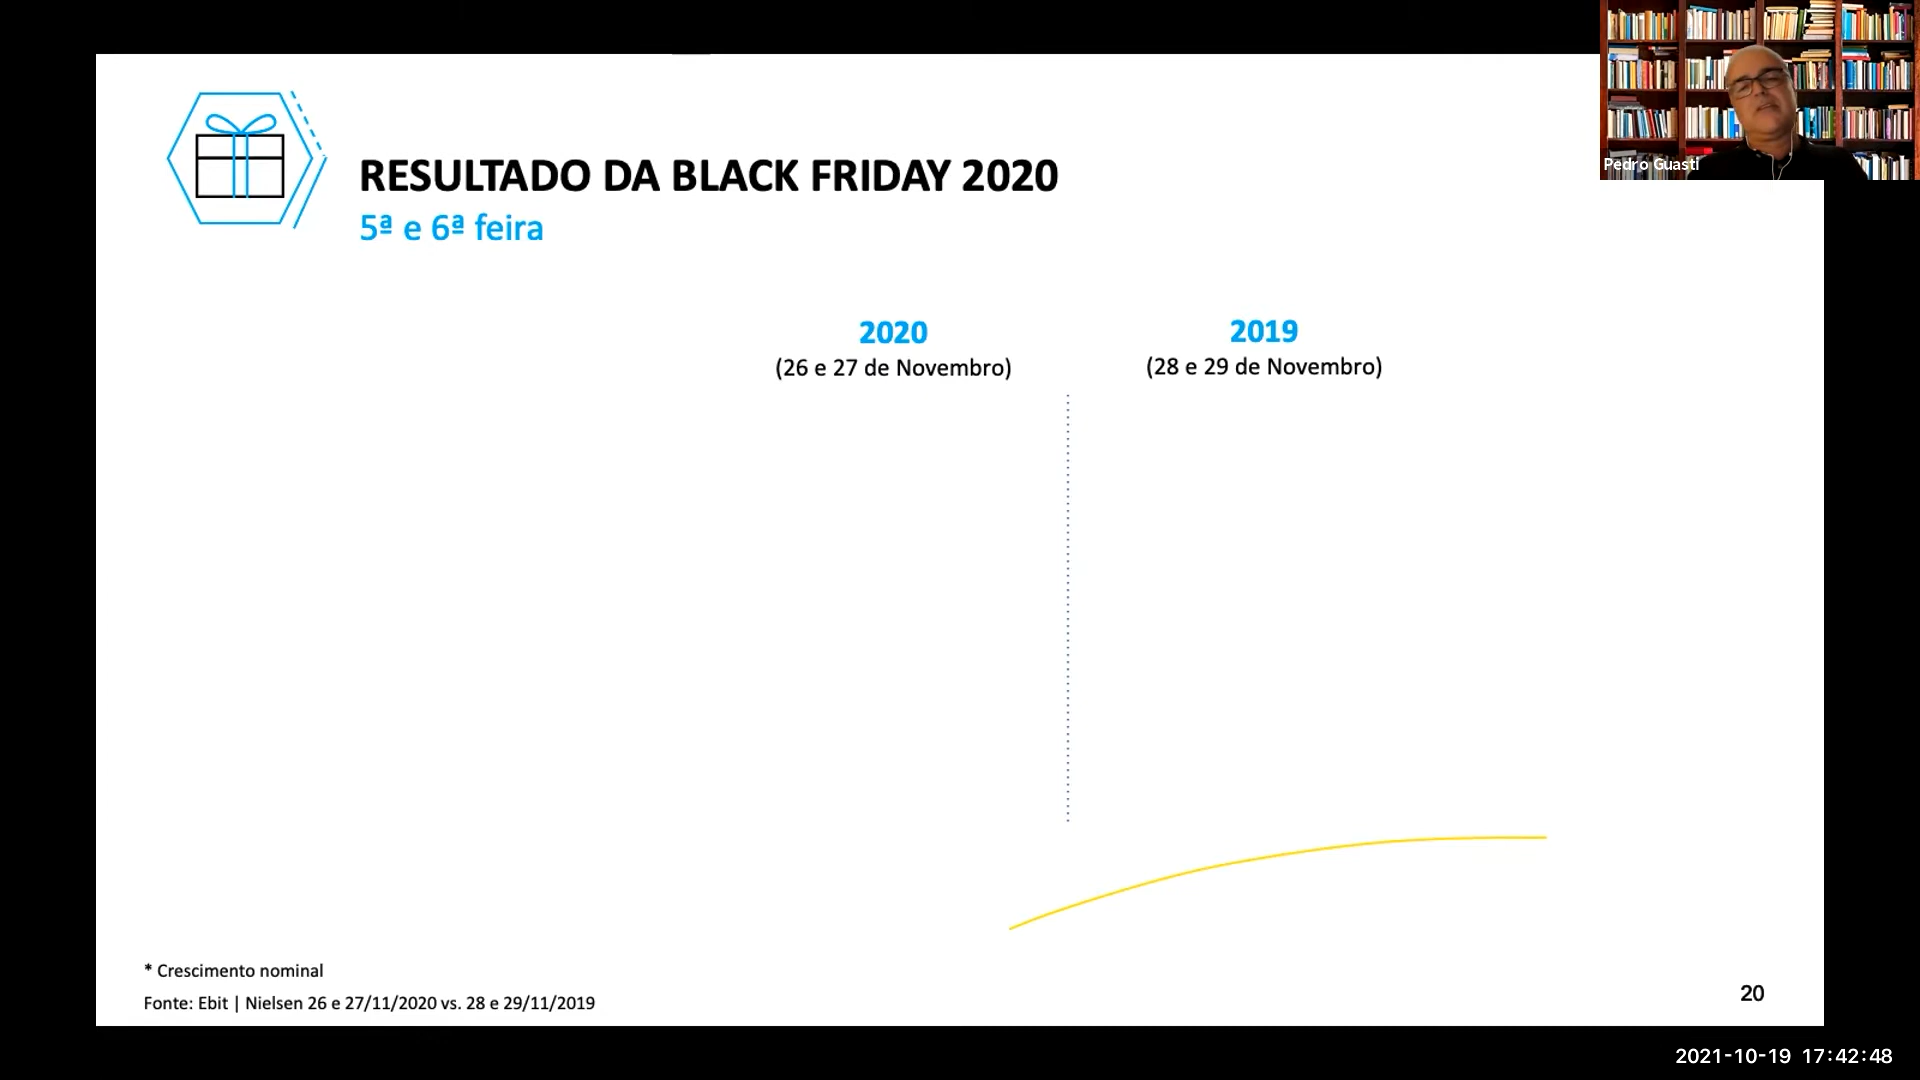 RESULTADO DA BLACK FRIDAY 2020
5ª e 6ª feira
Pedro Guasti
2020
(26 e 27 de Novembro)
2019
(28 e 29 de Novembro)
* Crescimento nominal
Fonte: Ebit | Nielsen 26 e 27/11/2020 vs. 28 e 29/11/2019
20
2021-10-19 17:42:48